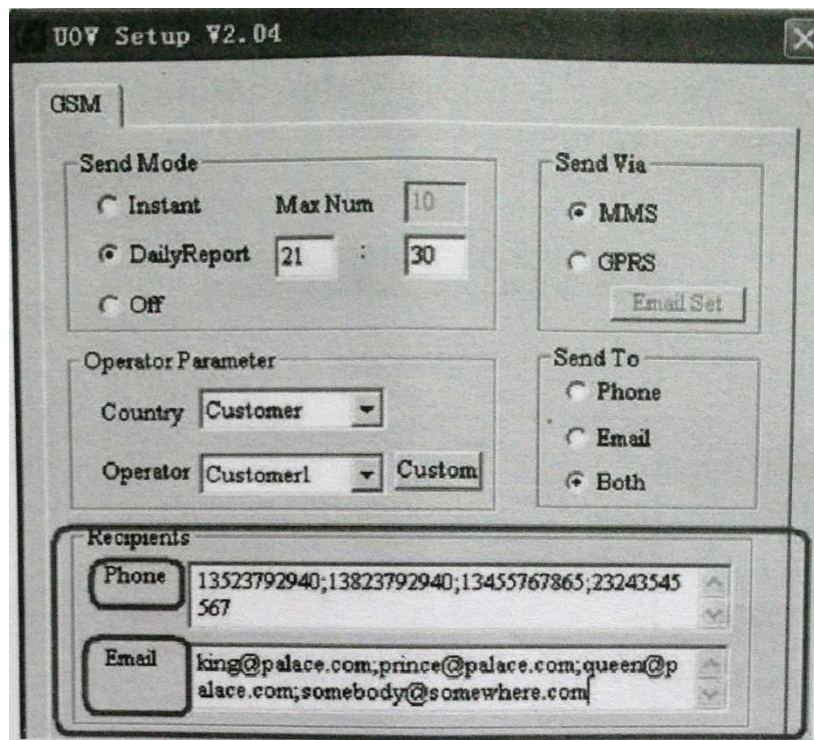 UOV Setup V2.04
GSM
Send Mode
Instant Max Num 10
DailyReport 21 : 30
Off
Send Via
MMS
GPRS
Email Set
Operator Parameter
Country Customer
Operator Customer1 Custom
Send To
Phone
Email
Both
Recipients
Phone 13523792940;13823792940;13455767865;23243545
567
Email king@palace.com;prince@palace.com;queen@p
alace.com;somebody@somewhere.com